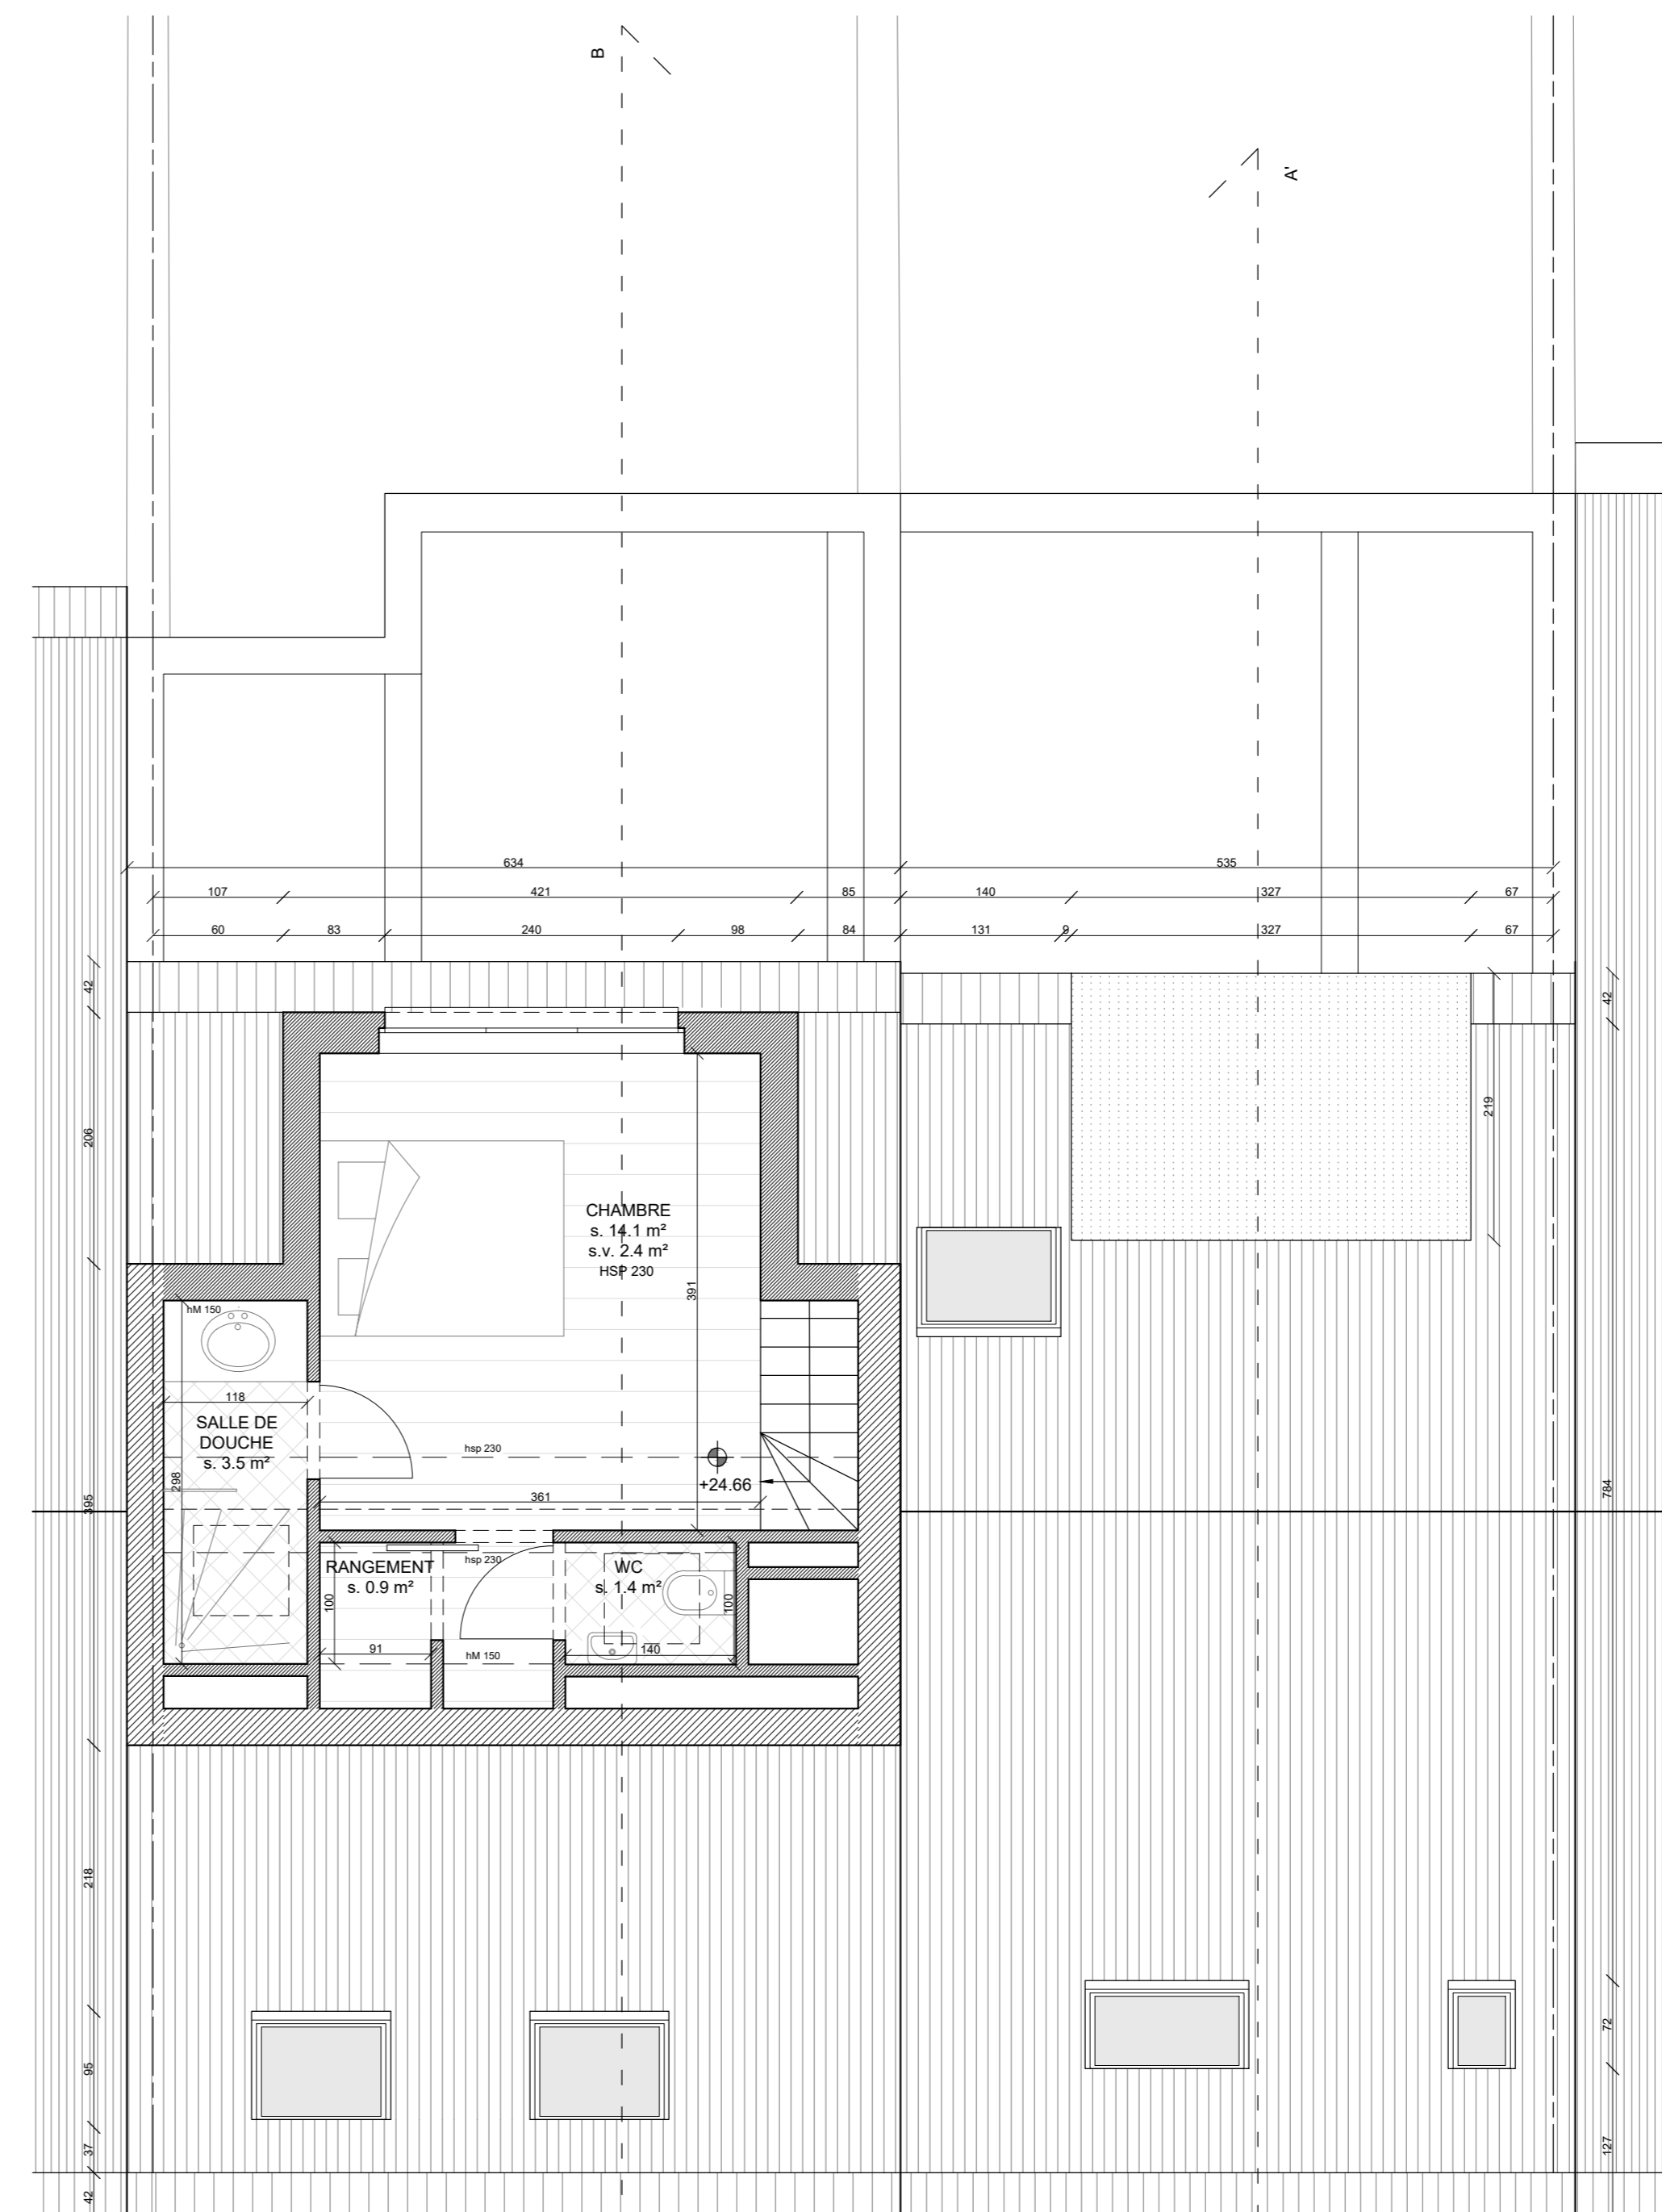 B
A'
634
535
107
421
85
140
327
67
60
83
240
98
84
131
9
327
67
42
42
206
219
CHAMBRE
s. 14.1 m²
s.v. 2.4 m²
HSP 230
391
hM 150
118
SALLE DE
DOUCHE
s. 3.5 m²
298
hsp 230
+24.66
361
395
784
hsp 230
RANGEMENT
s. 0.9 m²
WC
s. 1.4 m²
100
100
91
hM 150
140
218
95
72
37
127
42